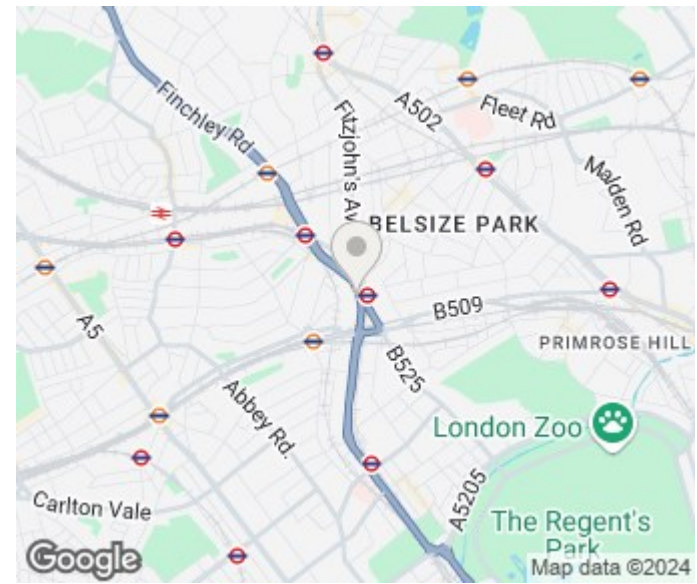 Finchley Rd
Fitzjohn's Av
A502
Fleet Rd
Malden Rd
BELSIZE PARK
A5
B509
B525
PRIMROSE HILL
Abbey Rd.
London Zoo
A5205
Carlton Vale
The Regent's
Park
Google
Map data ©2024